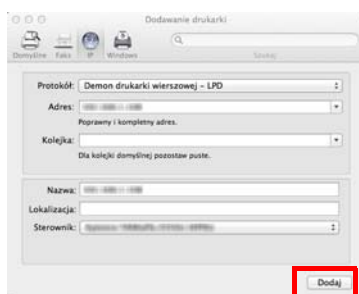 Dodawanie drukarki
Domyślne Faks IP Windows Szukaj
Protokół: Demon drukarki wierszowej – LPD
Adres:
Poprawny i kompletny adres.
Kolejka:
Dla kolejki domyślnej pozostaw puste.
Nazwa:
Lokalizacja:
Sterownik:
Dodaj